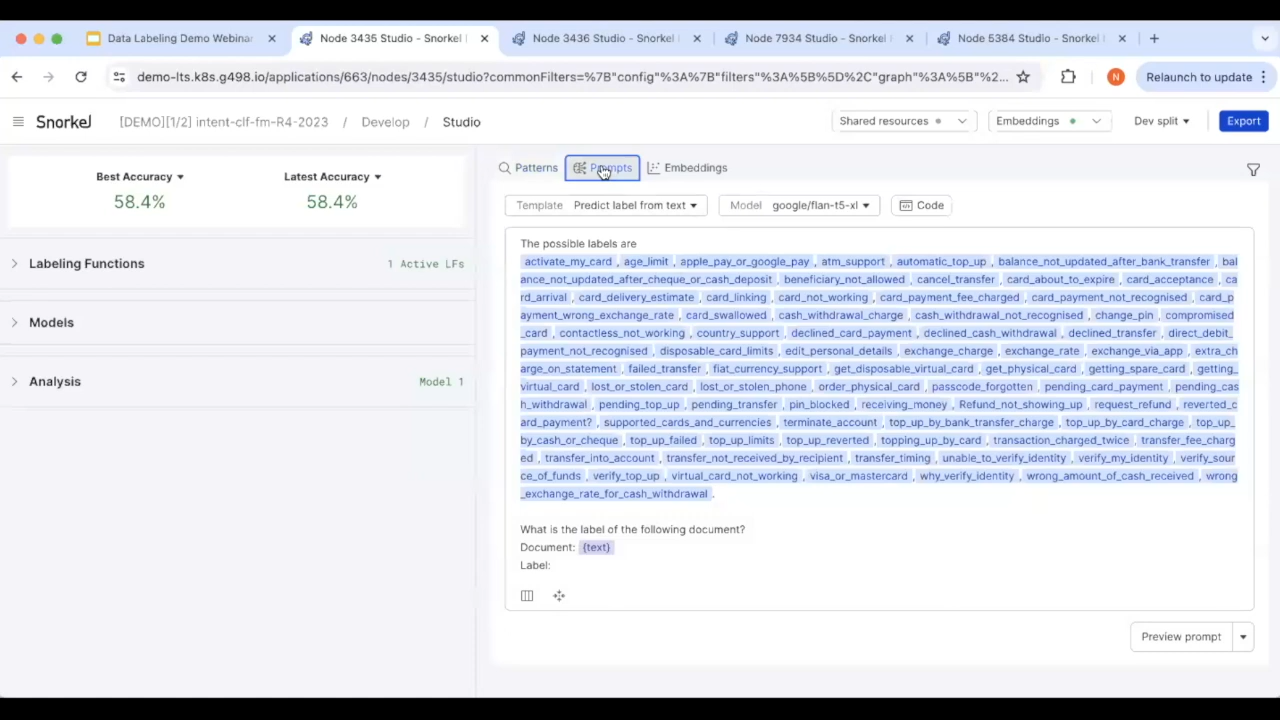 Data Labeling Demo Webinar
Node 3435 Studio - Snorkel
Node 3436 Studio - Snorkel
Node 7934 Studio - Snorkel
Node 5384 Studio - Snorkel
demo-lts.k8s.g498.io/applications/663/nodes/3435/studio?commonFilters=%7B"config"%3A%7B"filters"%3A%5B%5D%2C"graph"%3A%5B"%2...
N
Relaunch to update
Snorkel
[DEMO][1/2] intent-clf-fm-R4-2023 / Develop / Studio
Shared resources
Embeddings
Dev split
Export
Best Accuracy
58.4%
Latest Accuracy
58.4%
Labeling Functions
1 Active LFs
Models
Analysis
Model 1
Patterns
Prompts
Embeddings
Template Predict label from text
Model google/flan-t5-xl
Code
The possible labels are
activate_my_card , age_limit , apple_pay_or_google_pay , atm_support , automatic_top_up , balance_not_updated_after_bank_transfer , bal
ance_not_updated_after_cheque_or_cash_deposit , beneficiary_not_allowed , cancel_transfer , card_about_to_expire , card_acceptance , ca
rd_arrival , card_delivery_estimate , card_linking , card_not_working , card_payment_fee_charged , card_payment_not_recognised , card_p
ayment_wrong_exchange_rate , card_swallowed , cash_withdrawal_charge , cash_withdrawal_not_recognised , change_pin , compromised
_card , contactless_not_working , country_support , declined_card_payment , declined_cash_withdrawal , declined_transfer , direct_debit_
payment_not_recognised , disposable_card_limits , edit_personal_details , exchange_charge , exchange_rate , exchange_via_app , extra_ch
arge_on_statement , failed_transfer , fiat_currency_support , get_disposable_virtual_card , get_physical_card , getting_spare_card , getting_
virtual_card , lost_or_stolen_card , lost_or_stolen_phone , order_physical_card , passcode_forgotten , pending_card_payment , pending_cas
h_withdrawal , pending_top_up , pending_transfer , pin_blocked , receiving_money , Refund_not_showing_up , request_refund , reverted_c
ard_payment? , supported_cards_and_currencies , terminate_account , top_up_by_bank_transfer_charge , top_up_by_card_charge , top_up_
by_cash_or_cheque , top_up_failed , top_up_limits , top_up_reverted , topping_up_by_card , transaction_charged_twice , transfer_fee_charg
ed , transfer_into_account , transfer_not_received_by_recipient , transfer_timing , unable_to_verify_identity , verify_my_identity , verify_sour
ce_of_funds , verify_top_up , virtual_card_not_working , visa_or_mastercard , why_verify_identity , wrong_amount_of_cash_received , wrong
_exchange_rate_for_cash_withdrawal .
What is the label of the following document?
Document: {text}
Label:
Preview prompt